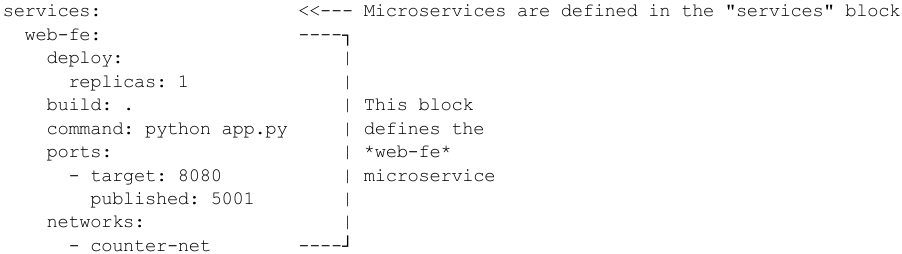 services:                  <<--- Microservices are defined in the "services" block
  web-fe:                  ----┐
    deploy:                    |
      replicas: 1              |
    build: .                   | This block
    command: python app.py     | defines the
    ports:                     | *web-fe*
      - target: 8080           | microservice
        published: 5001        |
    networks:                  |
      - counter-net        ----┘